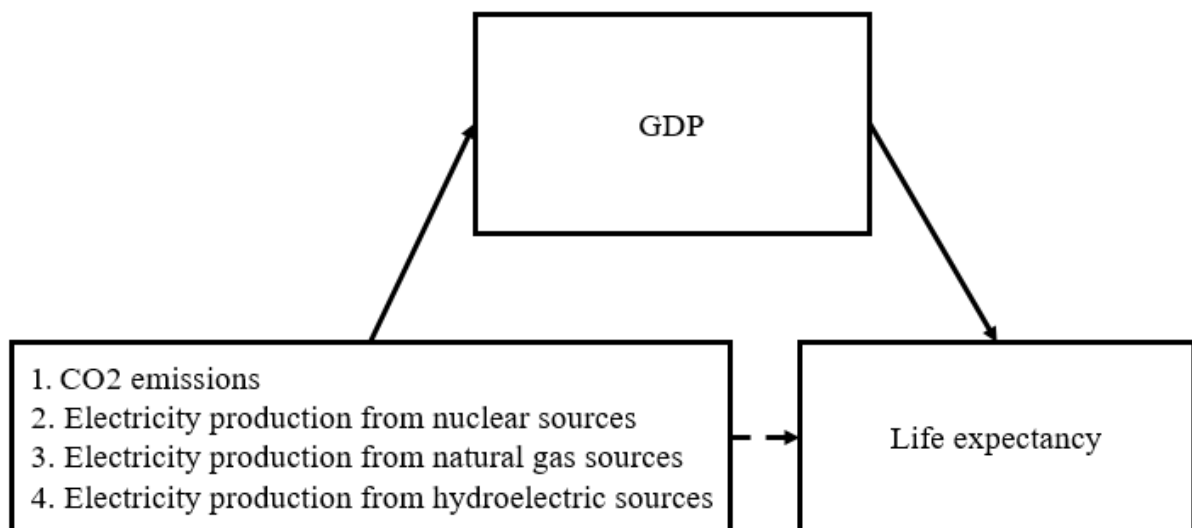 GDP
1. CO2 emissions
2. Electricity production from nuclear sources
3. Electricity production from natural gas sources
4. Electricity production from hydroelectric sources
Life expectancy